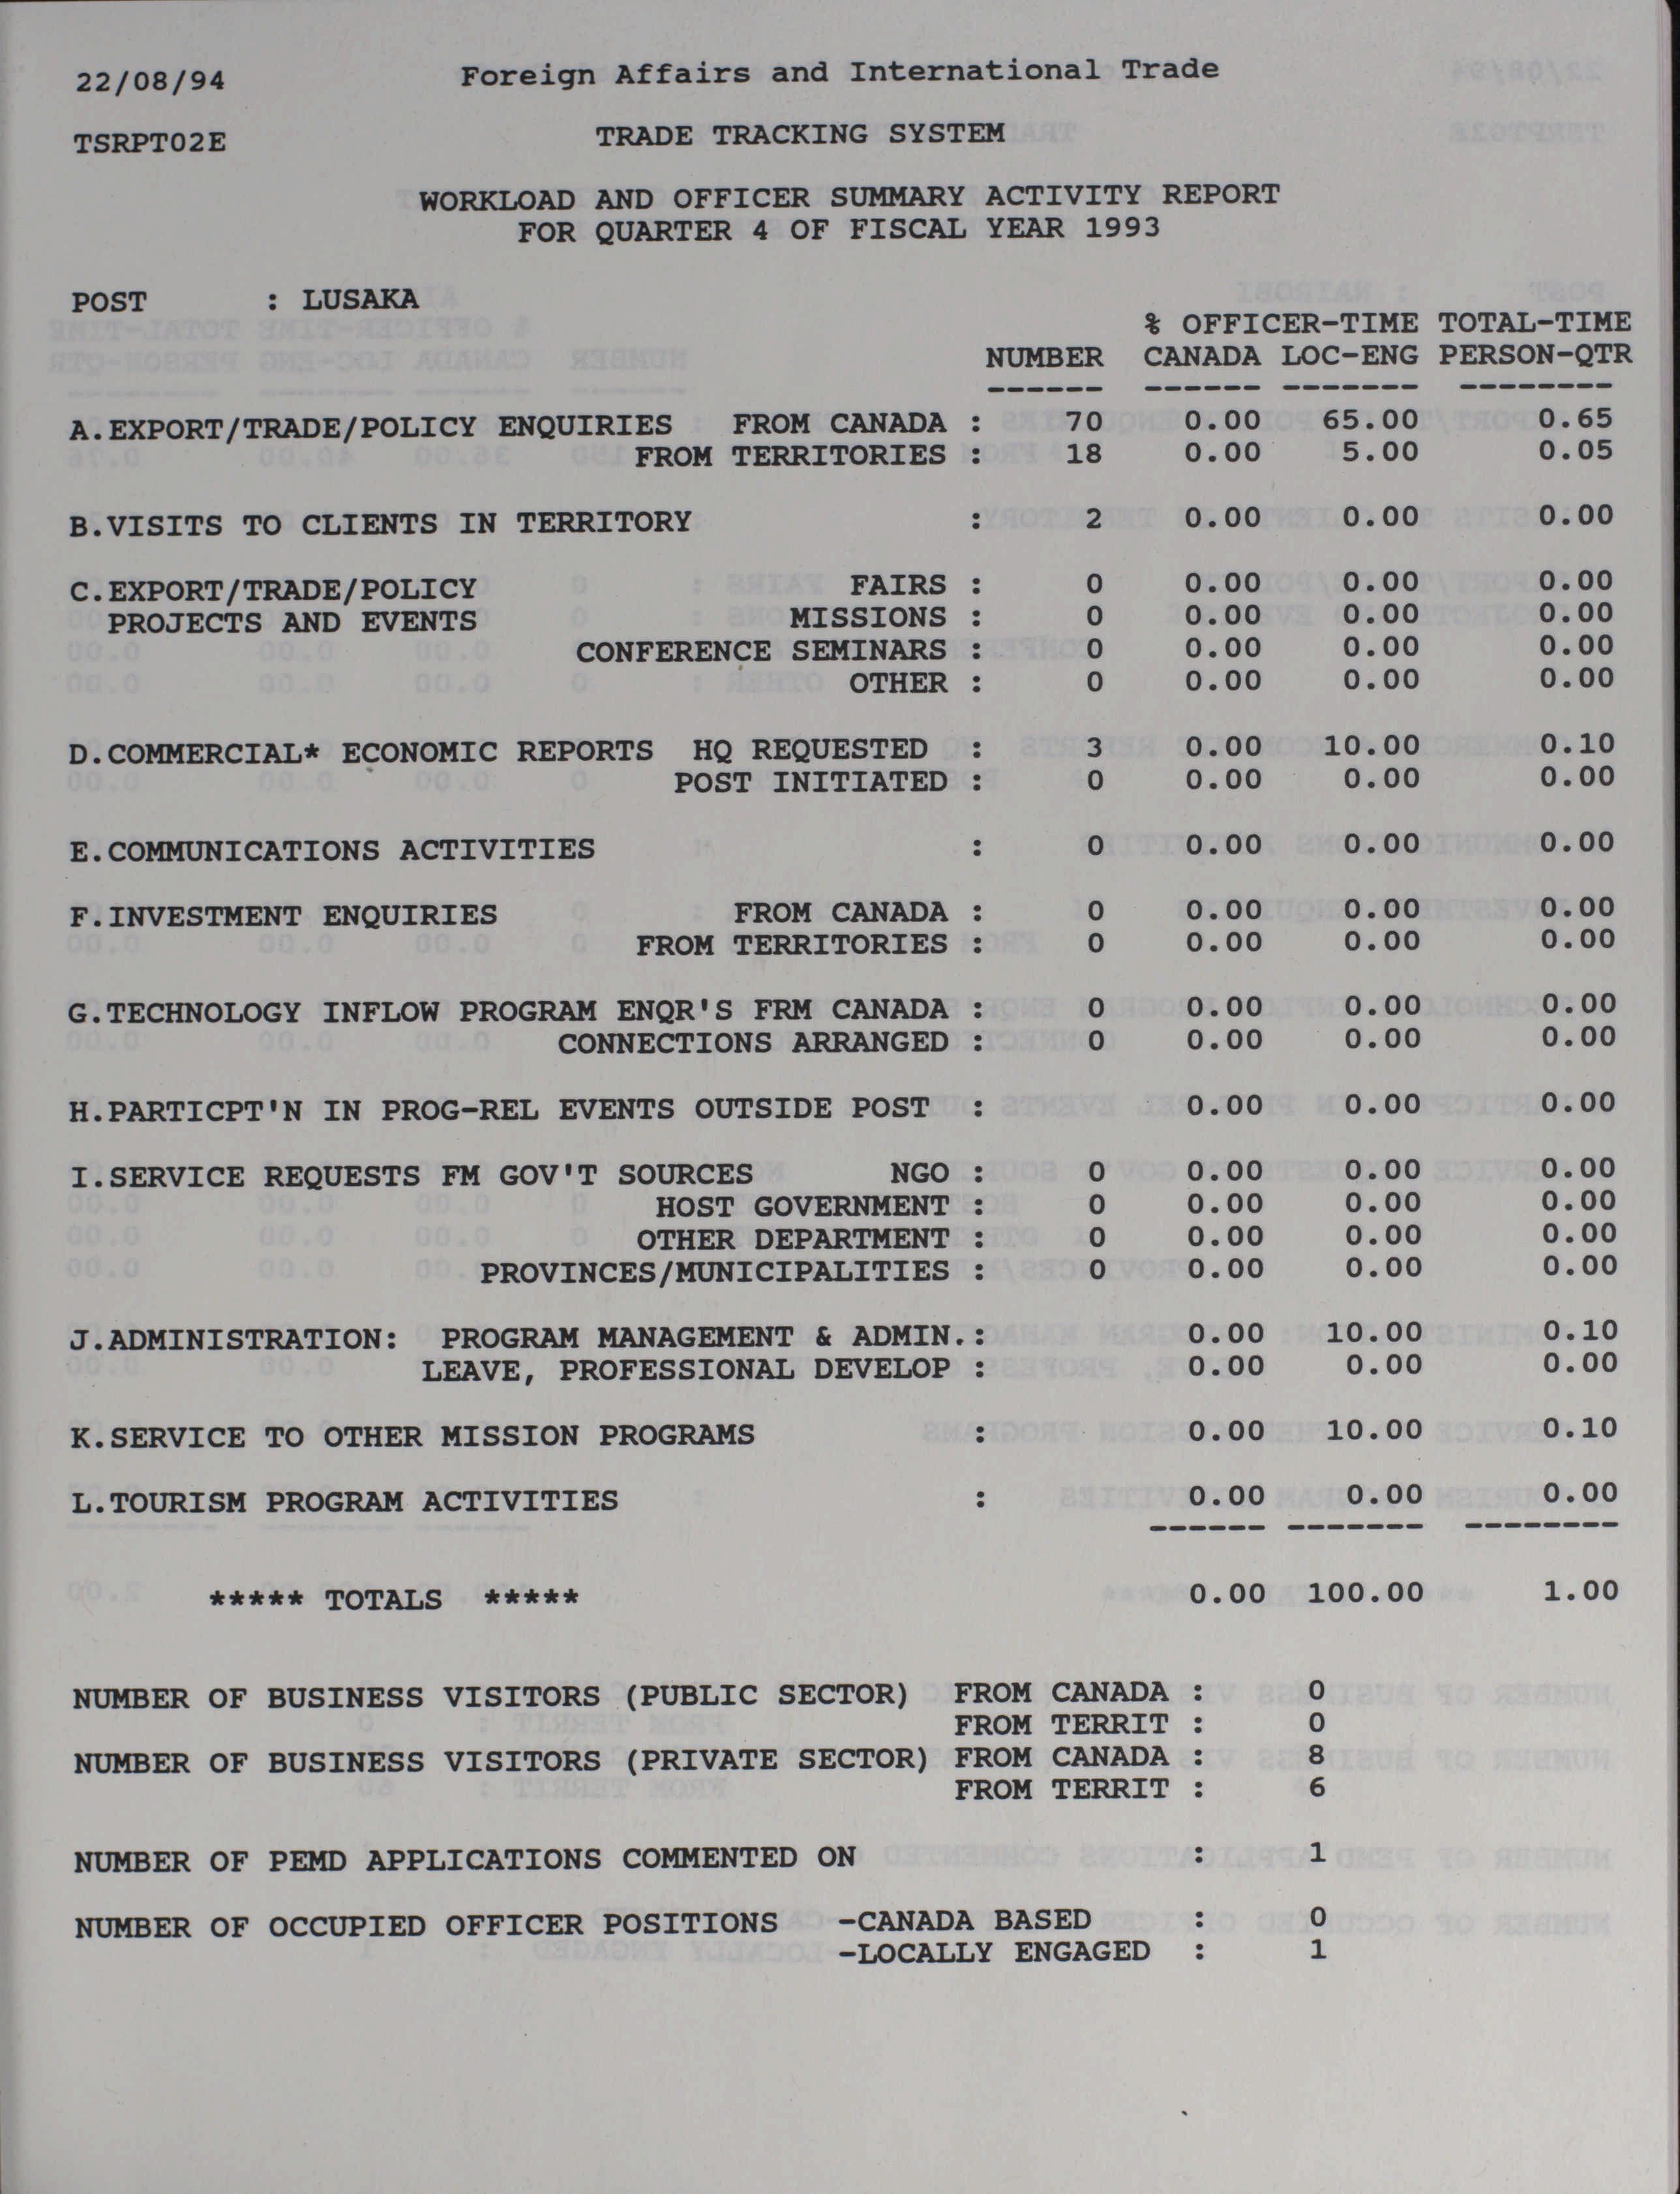 22/08/94 Foreign Affairs and International Trade
TSRPT02E TRADE TRACKING SYSTEM
WORKLOAD AND OFFICER SUMMARY ACTIVITY REPORT
FOR QUARTER 4 OF FISCAL YEAR 1993
POST : LUSAKA
% OFFICER-TIME TOTAL-TIME
NUMBER CANADA LOC-ENG PERSON-QTR
------ ------ ------- --------
A.EXPORT/TRADE/POLICY ENQUIRIES FROM CANADA : 70 0.00 65.00 0.65
FROM TERRITORIES : 18 0.00 5.00 0.05
B.VISITS TO CLIENTS IN TERRITORY : 2 0.00 0.00 0.00
C.EXPORT/TRADE/POLICY FAIRS : 0 0.00 0.00 0.00
PROJECTS AND EVENTS MISSIONS : 0 0.00 0.00 0.00
CONFERENCE SEMINARS : 0 0.00 0.00 0.00
OTHER : 0 0.00 0.00 0.00
D.COMMERCIAL* ECONOMIC REPORTS HQ REQUESTED : 3 0.00 10.00 0.10
POST INITIATED : 0 0.00 0.00 0.00
E.COMMUNICATIONS ACTIVITIES : 0 0.00 0.00 0.00
F.INVESTMENT ENQUIRIES FROM CANADA : 0 0.00 0.00 0.00
FROM TERRITORIES : 0 0.00 0.00 0.00
G.TECHNOLOGY INFLOW PROGRAM ENQR'S FRM CANADA : 0 0.00 0.00 0.00
CONNECTIONS ARRANGED : 0 0.00 0.00 0.00
H.PARTICPT'N IN PROG-REL EVENTS OUTSIDE POST : 0.00 0.00 0.00
I.SERVICE REQUESTS FM GOV'T SOURCES NGO : 0 0.00 0.00 0.00
HOST GOVERNMENT : 0 0.00 0.00 0.00
OTHER DEPARTMENT : 0 0.00 0.00 0.00
PROVINCES/MUNICIPALITIES : 0 0.00 0.00 0.00
J.ADMINISTRATION: PROGRAM MANAGEMENT & ADMIN.: 0.00 10.00 0.10
LEAVE, PROFESSIONAL DEVELOP : 0.00 0.00 0.00
K.SERVICE TO OTHER MISSION PROGRAMS : 0.00 10.00 0.10
L.TOURISM PROGRAM ACTIVITIES : 0.00 0.00 0.00
------ ------- --------
***** TOTALS ***** 0.00 100.00 1.00
NUMBER OF BUSINESS VISITORS (PUBLIC SECTOR) FROM CANADA : 0
FROM TERRIT : 0
NUMBER OF BUSINESS VISITORS (PRIVATE SECTOR) FROM CANADA : 8
FROM TERRIT : 6
NUMBER OF PEMD APPLICATIONS COMMENTED ON : 1
NUMBER OF OCCUPIED OFFICER POSITIONS -CANADA BASED : 0
-LOCALLY ENGAGED : 1